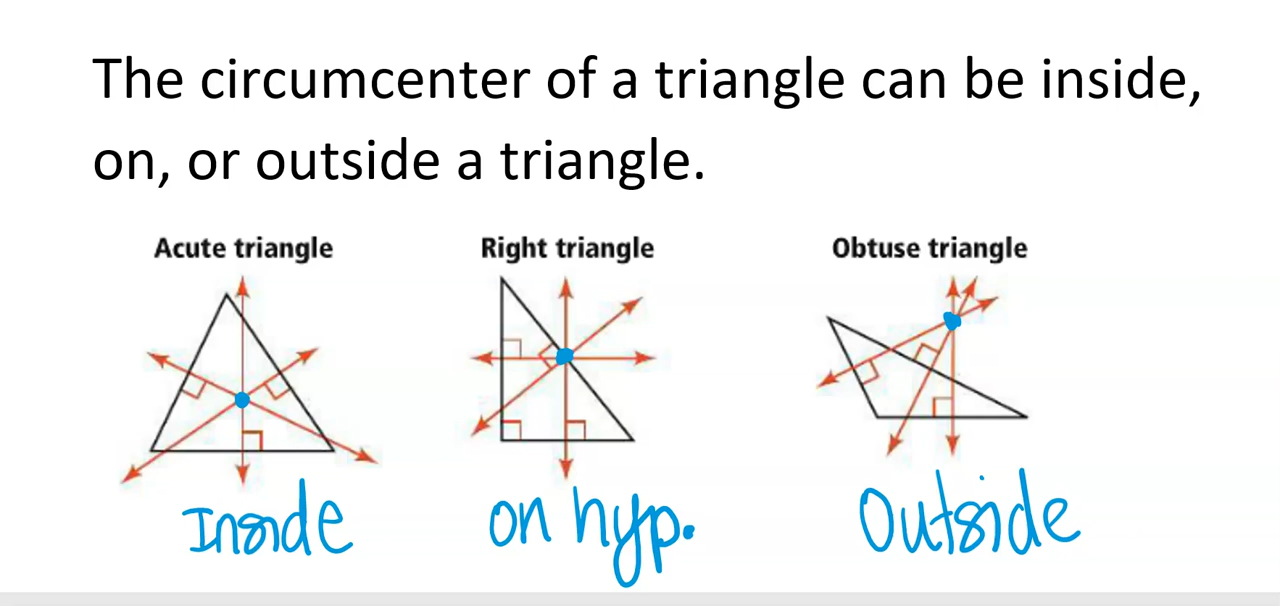 The circumcenter of a triangle can be inside,
on, or outside a triangle.
Acute triangle
Right triangle
Obtuse triangle
Inside
on hyp.
Outside